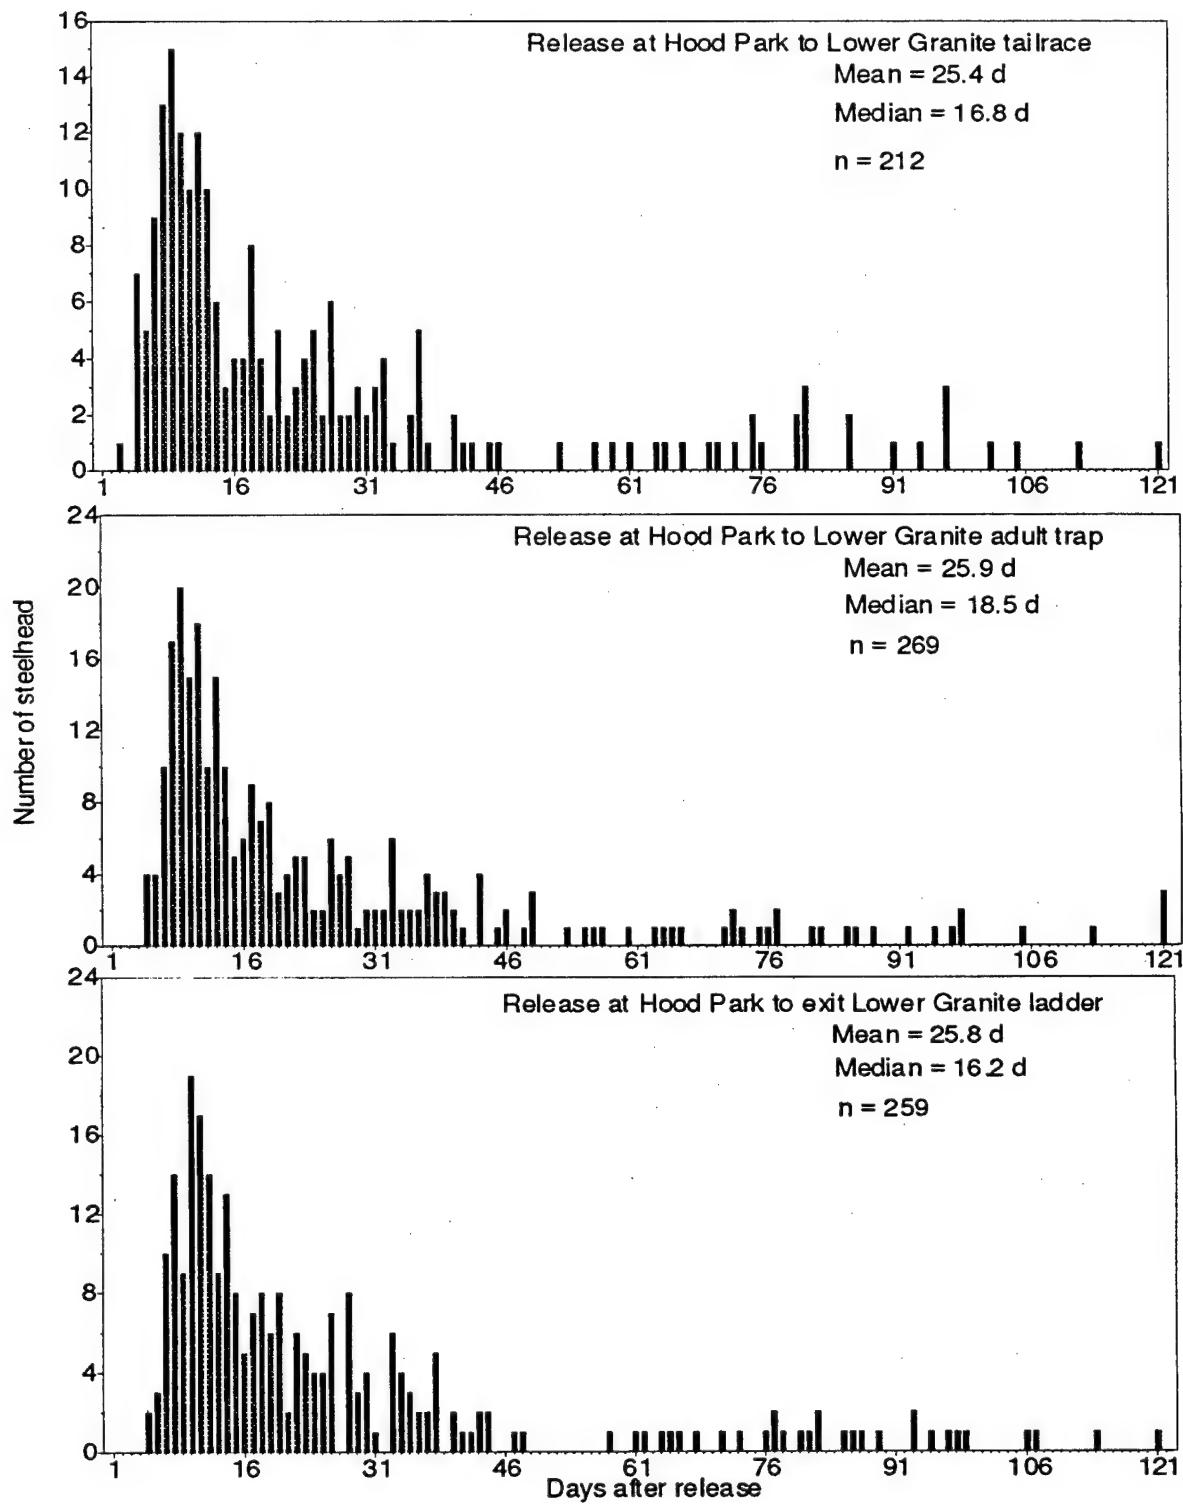 16
14
12
10
8
6
4
2
0
Release at Hood Park to Lower Granite tailrace
Mean = 25.4 d
Median = 16.8 d
n = 212
1 16 31 46 61 76 91 106 121
Number of steelhead
24
20
16
12
8
4
0
Release at Hood Park to Lower Granite adult trap
Mean = 25.9 d
Median = 18.5 d
n = 269
1 16 31 46 61 76 91 106 121
24
20
16
12
8
4
0
Release at Hood Park to exit Lower Granite ladder
Mean = 25.8 d
Median = 16.2 d
n = 259
1 16 31 46 61 76 91 106 121
Days after release